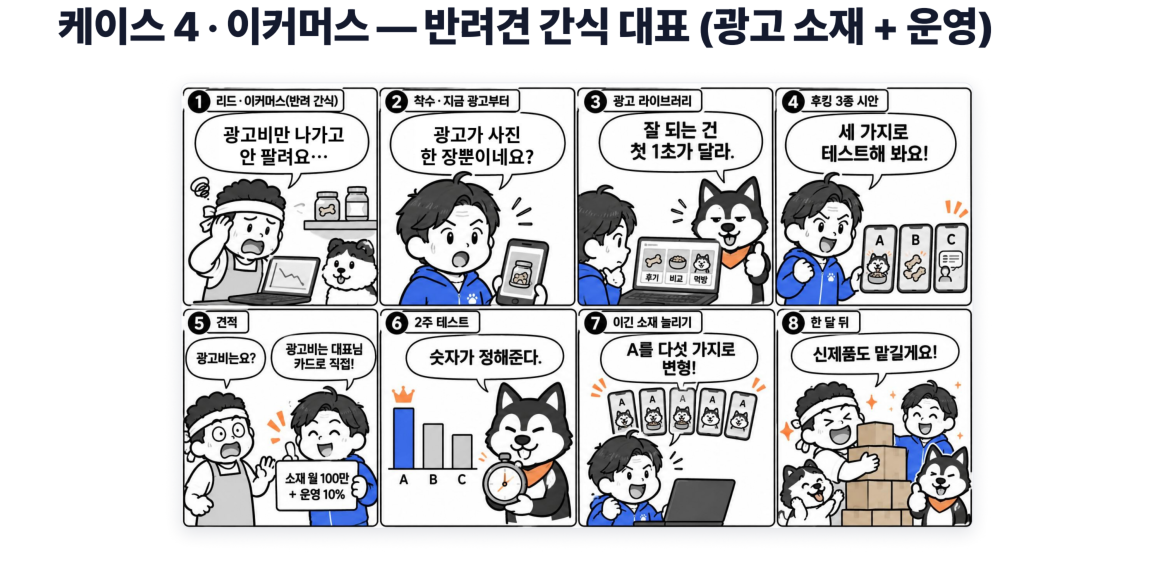 케이스 4 · 이커머스 — 반려견 간식 대표 (광고 소재 + 운영)
1 리드 · 이커머스(반려 간식)
광고비만 나가고
안 팔려요…
2 착수 · 지금 광고부터
광고가 사진
한 장뿐이네요?
3 광고 라이브러리
잘 되는 건
첫 1초가 달라.
후기 비교 먹방
4 후킹 3종 시안
세 가지로
테스트해 봐요!
A B C
5 견적
광고비는요?
광고비는 대표님
카드로 직접!
소재 월 100만
+ 운영 10%
6 2주 테스트
숫자가 정해준다.
A B C
7 이긴 소재 늘리기
A를 다섯 가지로
변형!
A A A A A
8 한 달 뒤
신제품도 맡길게요!